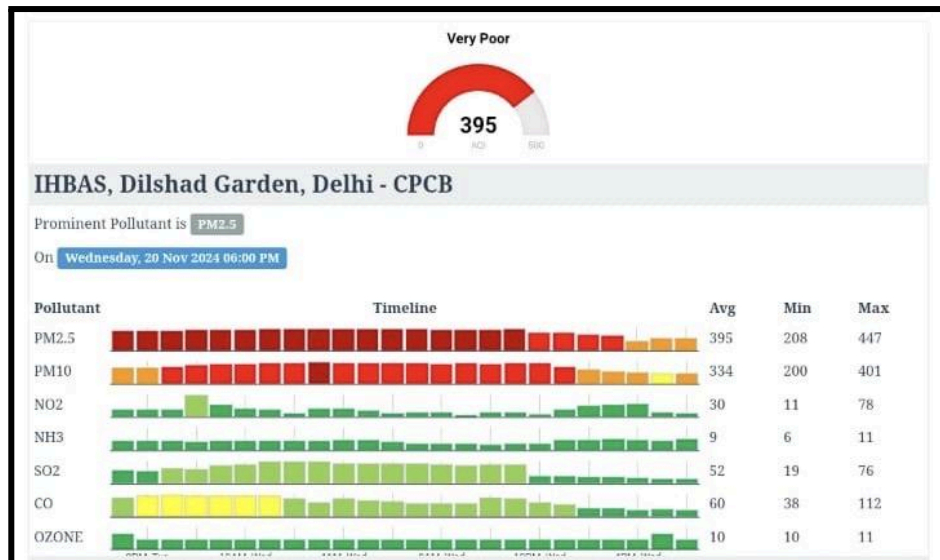 Very Poor
395
0 AQI 500
IHBAS, Dilshad Garden, Delhi - CPCB
Prominent Pollutant is PM2.5
On Wednesday, 20 Nov 2024 06:00 PM
Pollutant Timeline Avg Min Max
PM2.5 395 208 447
PM10 334 200 401
NO2 30 11 78
NH3 9 6 11
SO2 52 19 76
CO 60 38 112
OZONE 10 10 11